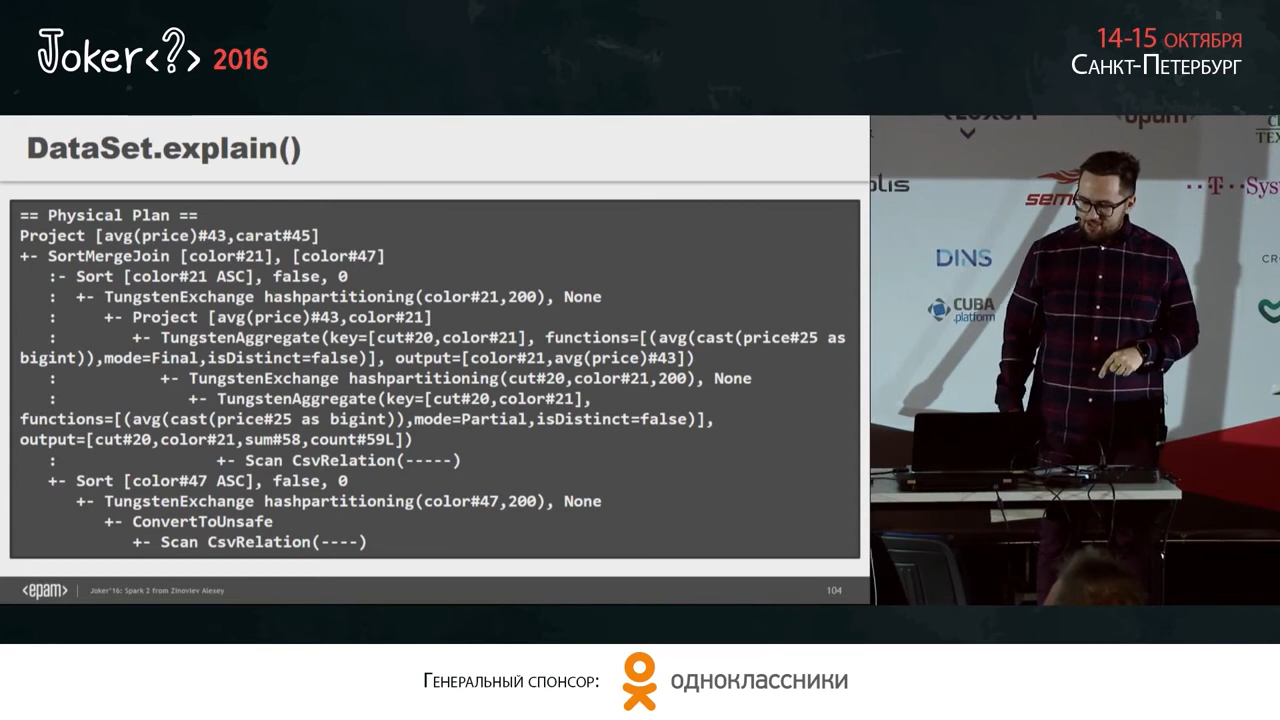 Joker<?> 2016
14-15 октября
Санкт-Петербург
DataSet.explain()
== Physical Plan ==
Project [avg(price)#43,carat#45]
+- SortMergeJoin [color#21], [color#47]
:- Sort [color#21 ASC], false, 0
: +- TungstenExchange hashpartitioning(color#21,200), None
: +- Project [avg(price)#43,color#21]
: +- TungstenAggregate(key=[cut#20,color#21], functions=[(avg(cast(price#25 as
bigint)),mode=Final,isDistinct=false)], output=[color#21,avg(price)#43])
: +- TungstenExchange hashpartitioning(cut#20,color#21,200), None
: +- TungstenAggregate(key=[cut#20,color#21],
functions=[(avg(cast(price#25 as bigint)),mode=Partial,isDistinct=false)],
output=[cut#20,color#21,sum#58,count#59L])
: +- Scan CsvRelation(-----)
+- Sort [color#47 ASC], false, 0
+- TungstenExchange hashpartitioning(color#47,200), None
+- ConvertToUnsafe
+- Scan CsvRelation(----)
<epam>
Joker'16: Spark 2 from Zinoviev Alexey
104
epam
DINS
CUBA
.platform
Генеральный спонсор:
одноклассники